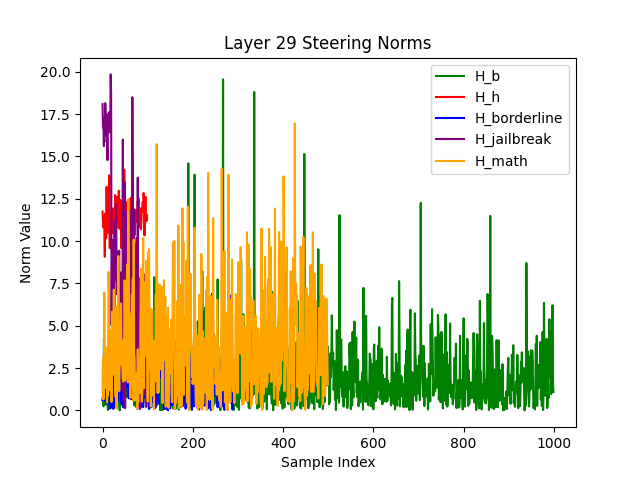 Layer 29 Steering Norms
Norm Value
20.0
17.5
15.0
12.5
10.0
7.5
5.0
2.5
0.0
H_b
H_h
H_borderline
H_jailbreak
H_math
0
200
400
600
800
1000
Sample Index